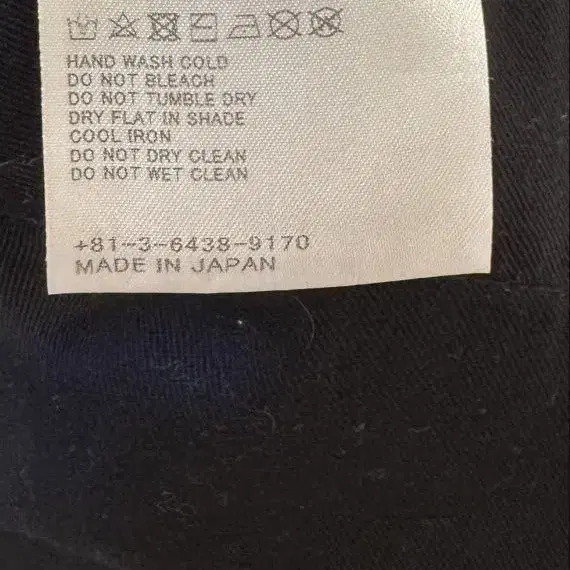 HAND WASH COLD
DO NOT BLEACH
DO NOT TUMBLE DRY
DRY FLAT IN SHADE
COOL IRON
DO NOT DRY CLEAN
DO NOT WET CLEAN
+81-3-6438-9170
MADE IN JAPAN